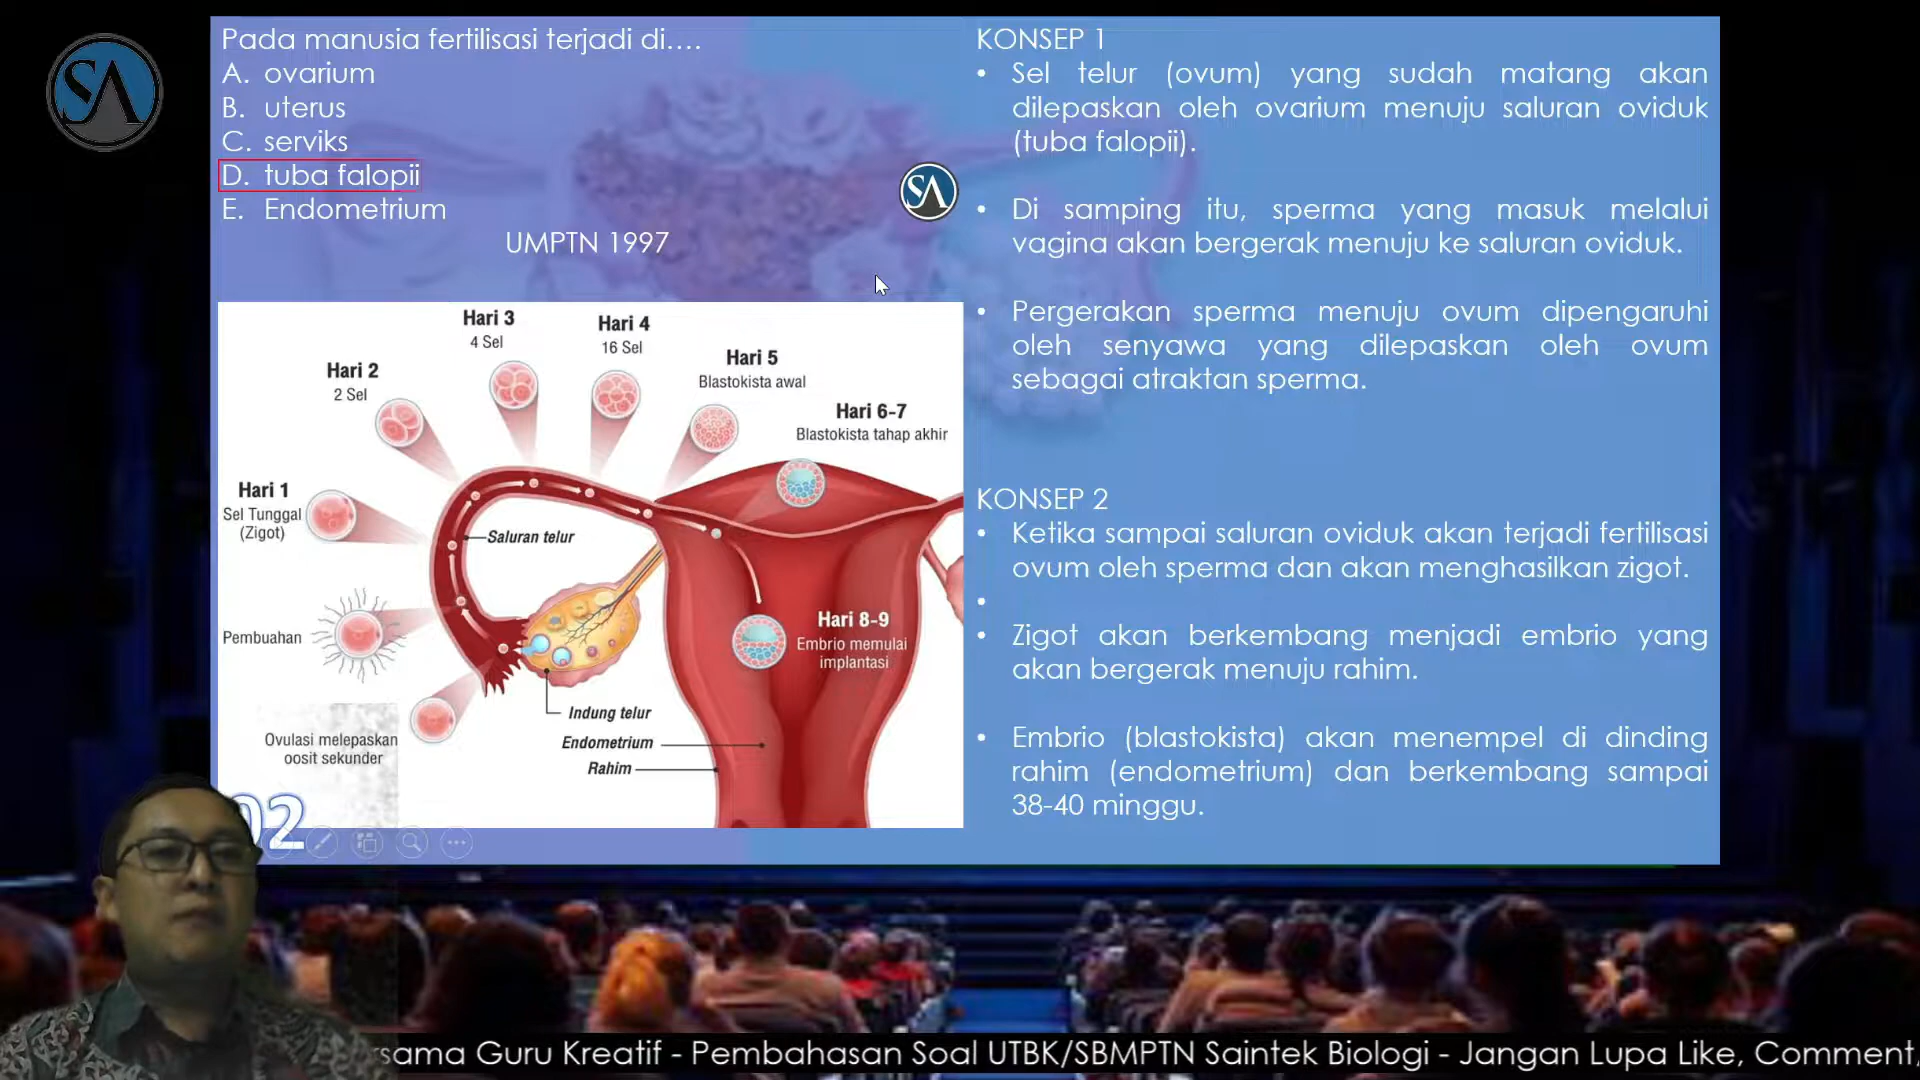 SA
Pada manusia fertilisasi terjadi di....
A. ovarium
B. uterus
C. serviks
D. tuba falopii
E. Endometrium
UMPTN 1997
SA
Hari 3
4 Sel
Hari 4
16 Sel
Hari 5
Blastokista awal
Hari 2
2 Sel
Hari 6-7
Blastokista tahap akhir
Hari 1
Sel Tunggal
(Zigot)
Saluran telur
Pembuahan
Hari 8-9
Embrio memulai
implantasi
Indung telur
Endometrium
Rahim
Ovulasi melepaskan
oosit sekunder
02
KONSEP 1
• Sel telur (ovum) yang sudah matang akan
dilepaskan oleh ovarium menuju saluran oviduk
(tuba falopii).
• Di samping itu, sperma yang masuk melalui
vagina akan bergerak menuju ke saluran oviduk.
• Pergerakan sperma menuju ovum dipengaruhi
oleh senyawa yang dilepaskan oleh ovum
sebagai atraktan sperma.
KONSEP 2
• Ketika sampai saluran oviduk akan terjadi fertilisasi
ovum oleh sperma dan akan menghasilkan zigot.
•
• Zigot akan berkembang menjadi embrio yang
akan bergerak menuju rahim.
• Embrio (blastokista) akan menempel di dinding
rahim (endometrium) dan berkembang sampai
38-40 minggu.
rsama Guru Kreatif - Pembahasan Soal UTBK/SBMPTN Saintek Biologi - Jangan Lupa Like, Comment,